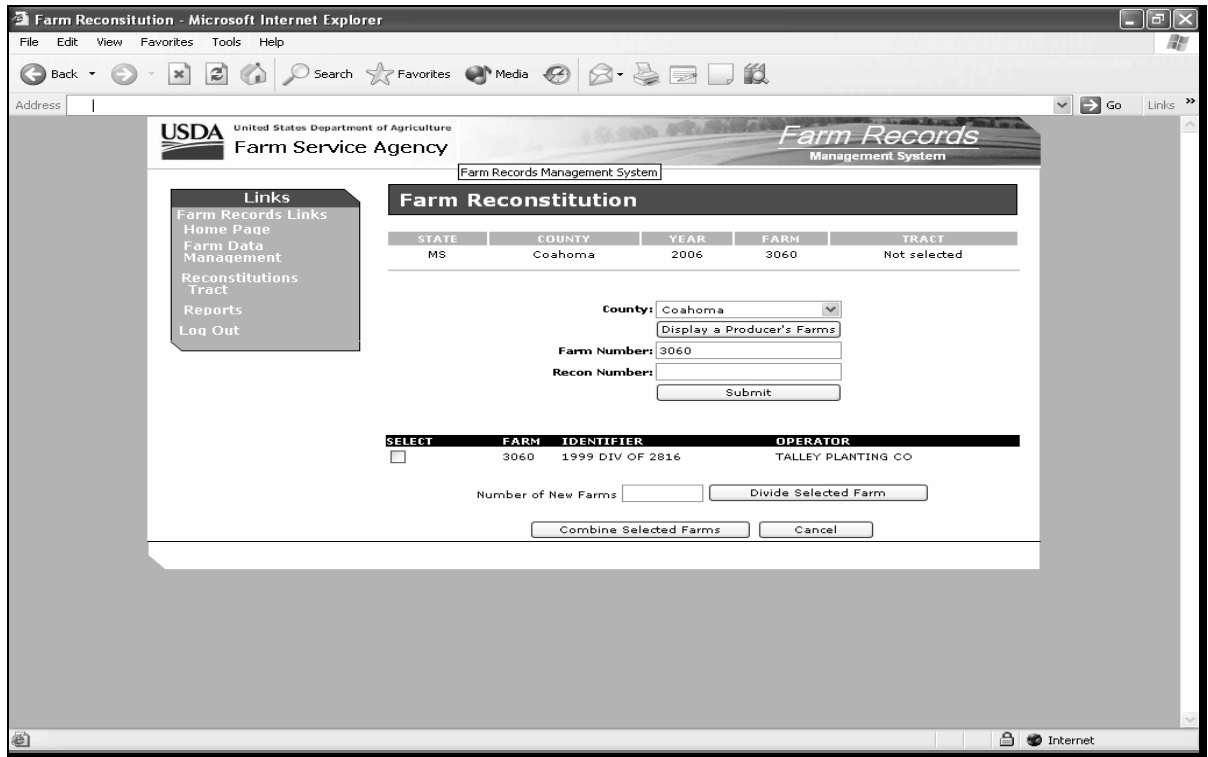 Farm Reconsitution - Microsoft Internet Explorer
File Edit View Favorites Tools Help
Back Search Favorites Media
Address Go Links »
USDA United States Department of Agriculture
Farm Service Agency
Farm Records
Management System
Farm Records Management System
Links
Farm Records Links
Home Page
Farm Data
Management
Reconstitutions
Tract
Reports
Log Out
Farm Reconstitution
STATE COUNTY YEAR FARM TRACT
MS Coahoma 2006 3060 Not selected
County: Coahoma
Display a Producer's Farms
Farm Number: 3060
Recon Number:
Submit
SELECT FARM IDENTIFIER OPERATOR
3060 1999 DIV OF 2816 TALLEY PLANTING CO
Number of New Farms Divide Selected Farm
Combine Selected Farms Cancel
Internet